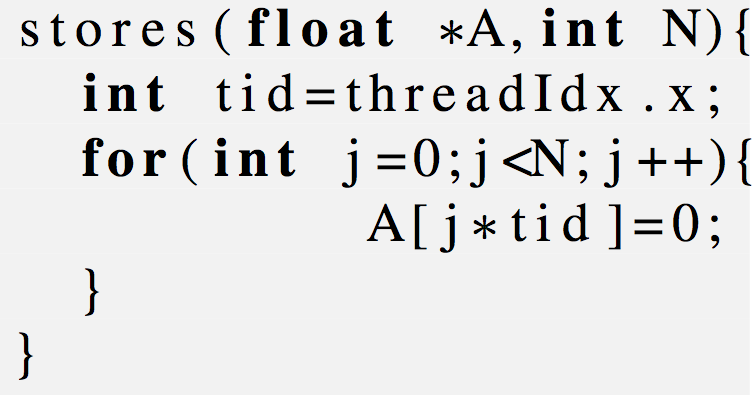 stores(float *A, int N){
int tid=threadIdx.x;
for(int j=0;j<N;j++){
A[j*tid]=0;
}
}